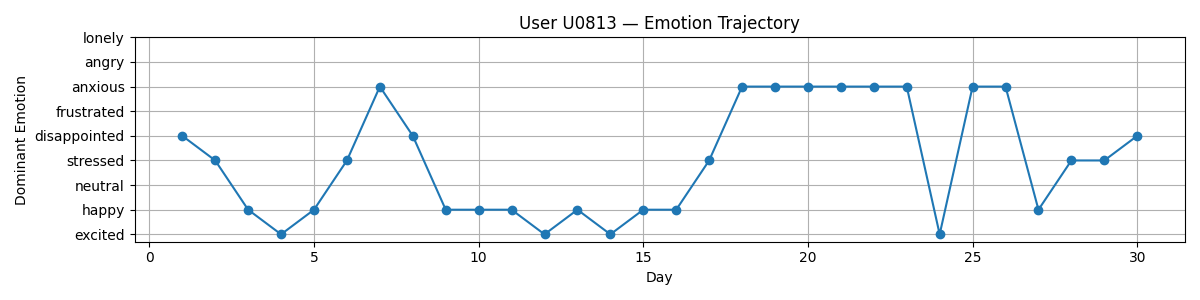 User U0813 — Emotion Trajectory
lonely
angry
anxious
frustrated
disappointed
stressed
neutral
happy
excited
Dominant Emotion
0 5 10 15 20 25 30
Day